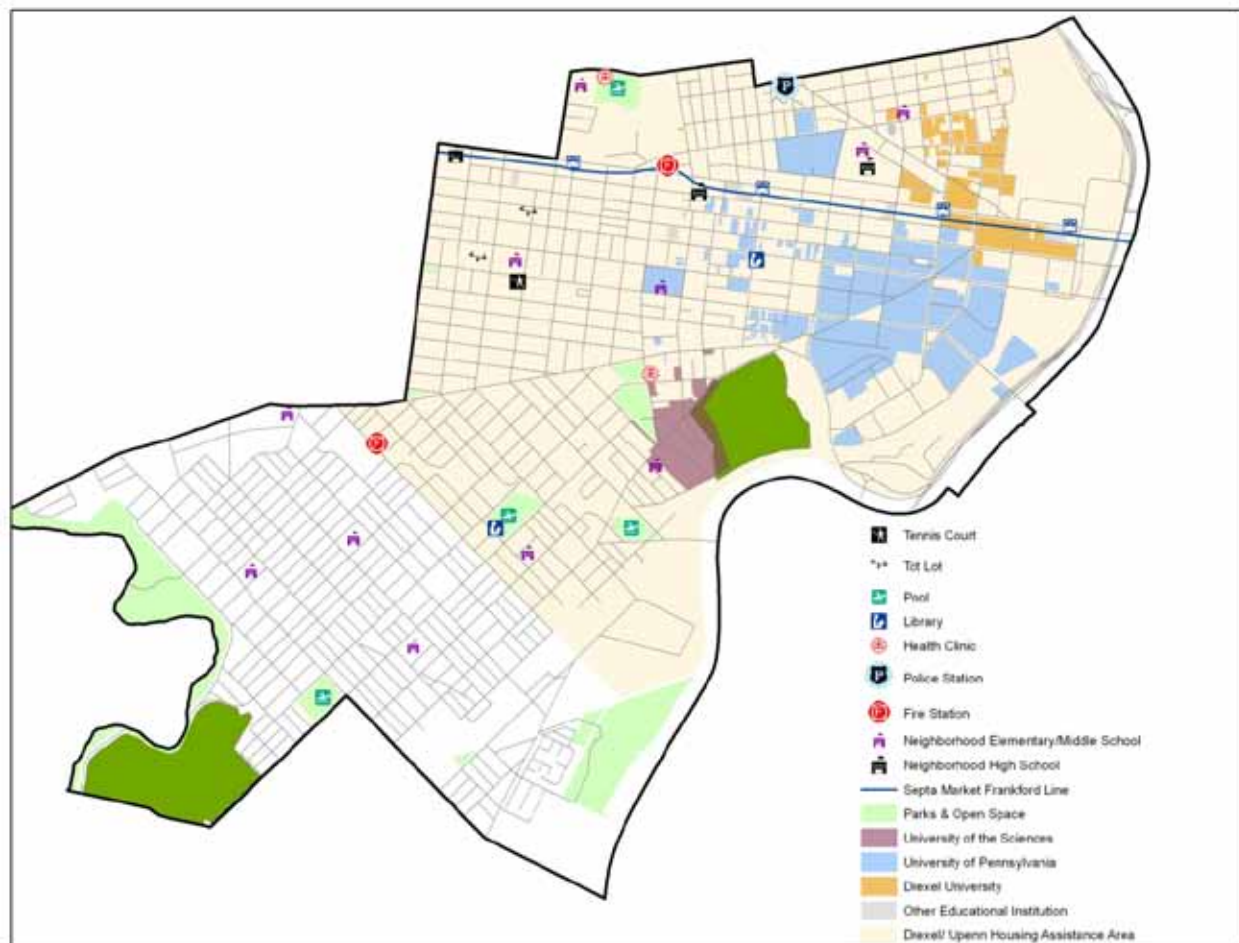 Tennis Court
Tct Lot
Pool
Library
Health Clinic
Police Station
Fire Station
Neighborhood Elementary/Middle School
Neighborhood High School
Septa Market Frankford Line
Parks & Open Space
University of the Sciences
University of Pennsylvania
Drexel University
Other Educational Institution
Drexel/ Upenn Housing Assistance Area